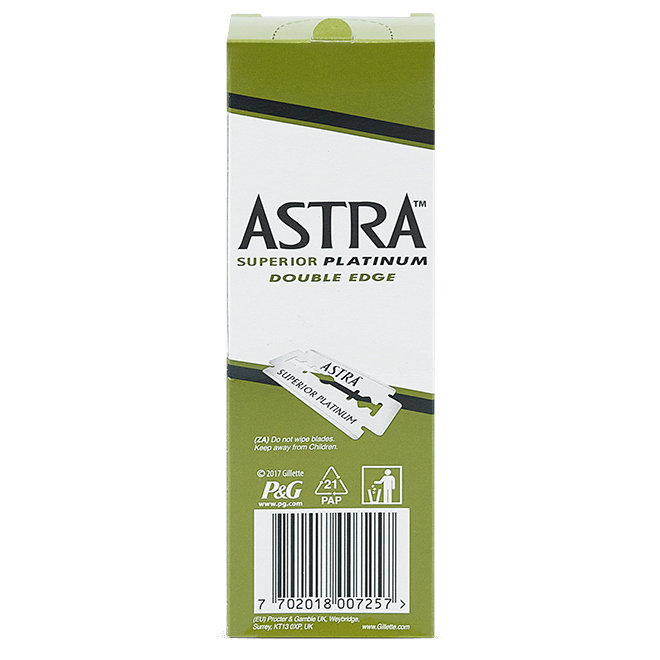 ASTRA™
SUPERIOR PLATINUM
DOUBLE EDGE
ASTRA
SUPERIOR PLATINUM
(ZA) Do not wipe blades.
Keep away from Children.
© 2017 Gillette
P&G
www.pg.com
21
PAP
7 702018 007257 >
(EU) Procter & Gamble UK, Weybridge,
Surrey, KT13 0XP, UK
www.Gillette.com